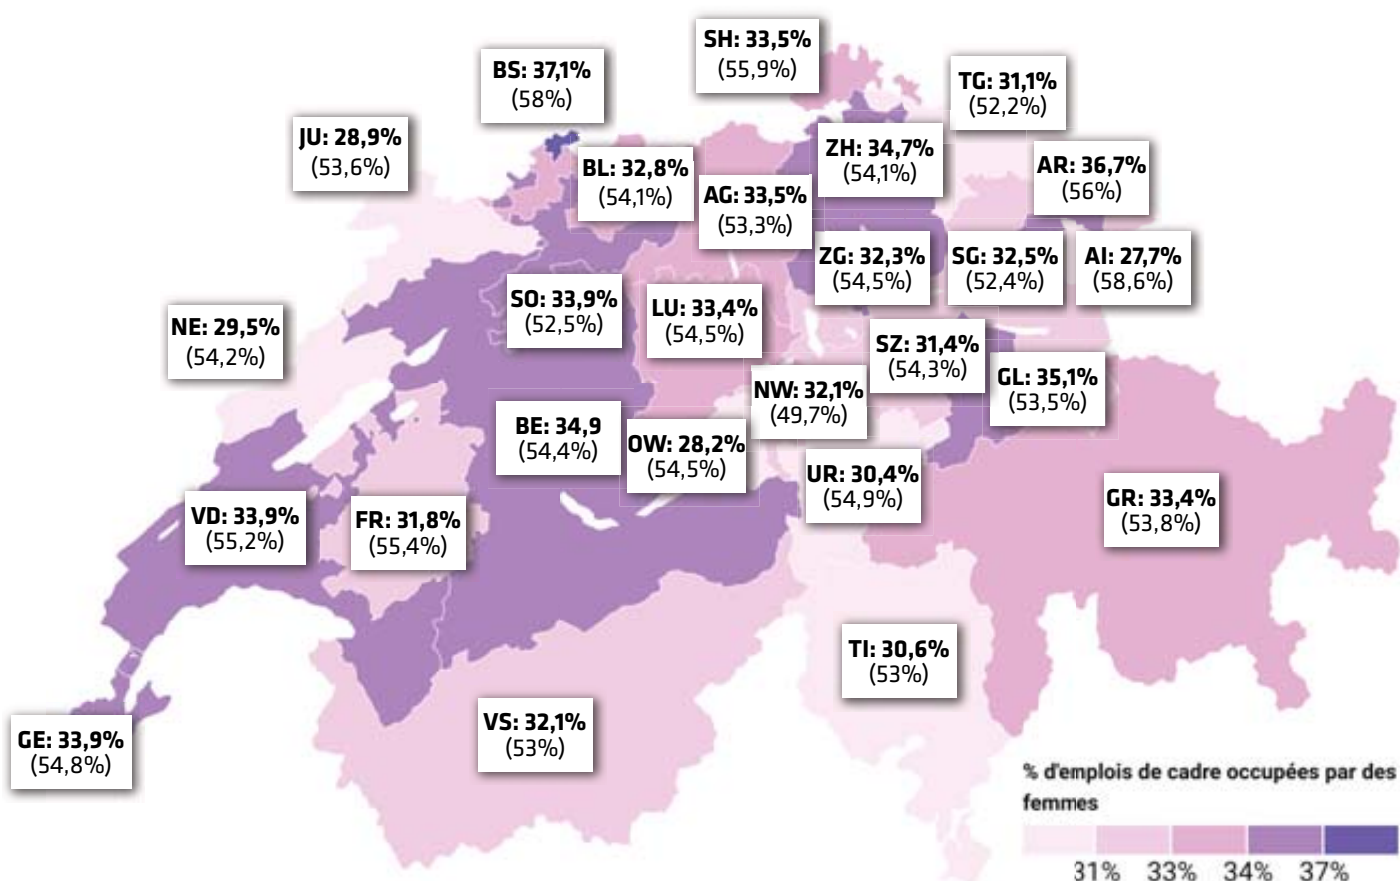 SH: 33,5%
(55,9%)
BS: 37,1%
(58%)
TG: 31,1%
(52,2%)
JU: 28,9%
(53,6%)
ZH: 34,7%
(54,1%)
BL: 32,8%
(54,1%)
AR: 36,7%
(56%)
AG: 33,5%
(53,3%)
ZG: 32,3%
(54,5%)
SG: 32,5%
(52,4%)
AI: 27,7%
(58,6%)
SO: 33,9%
(52,5%)
LU: 33,4%
(54,5%)
NE: 29,5%
(54,2%)
SZ: 31,4%
(54,3%)
GL: 35,1%
(53,5%)
NW: 32,1%
(49,7%)
BE: 34,9
(54,4%)
OW: 28,2%
(54,5%)
UR: 30,4%
(54,9%)
GR: 33,4%
(53,8%)
VD: 33,9%
(55,2%)
FR: 31,8%
(55,4%)
TI: 30,6%
(53%)
VS: 32,1%
(53%)
GE: 33,9%
(54,8%)
% d'emplois de cadre occupées par des
femmes
31% 33% 34% 37%